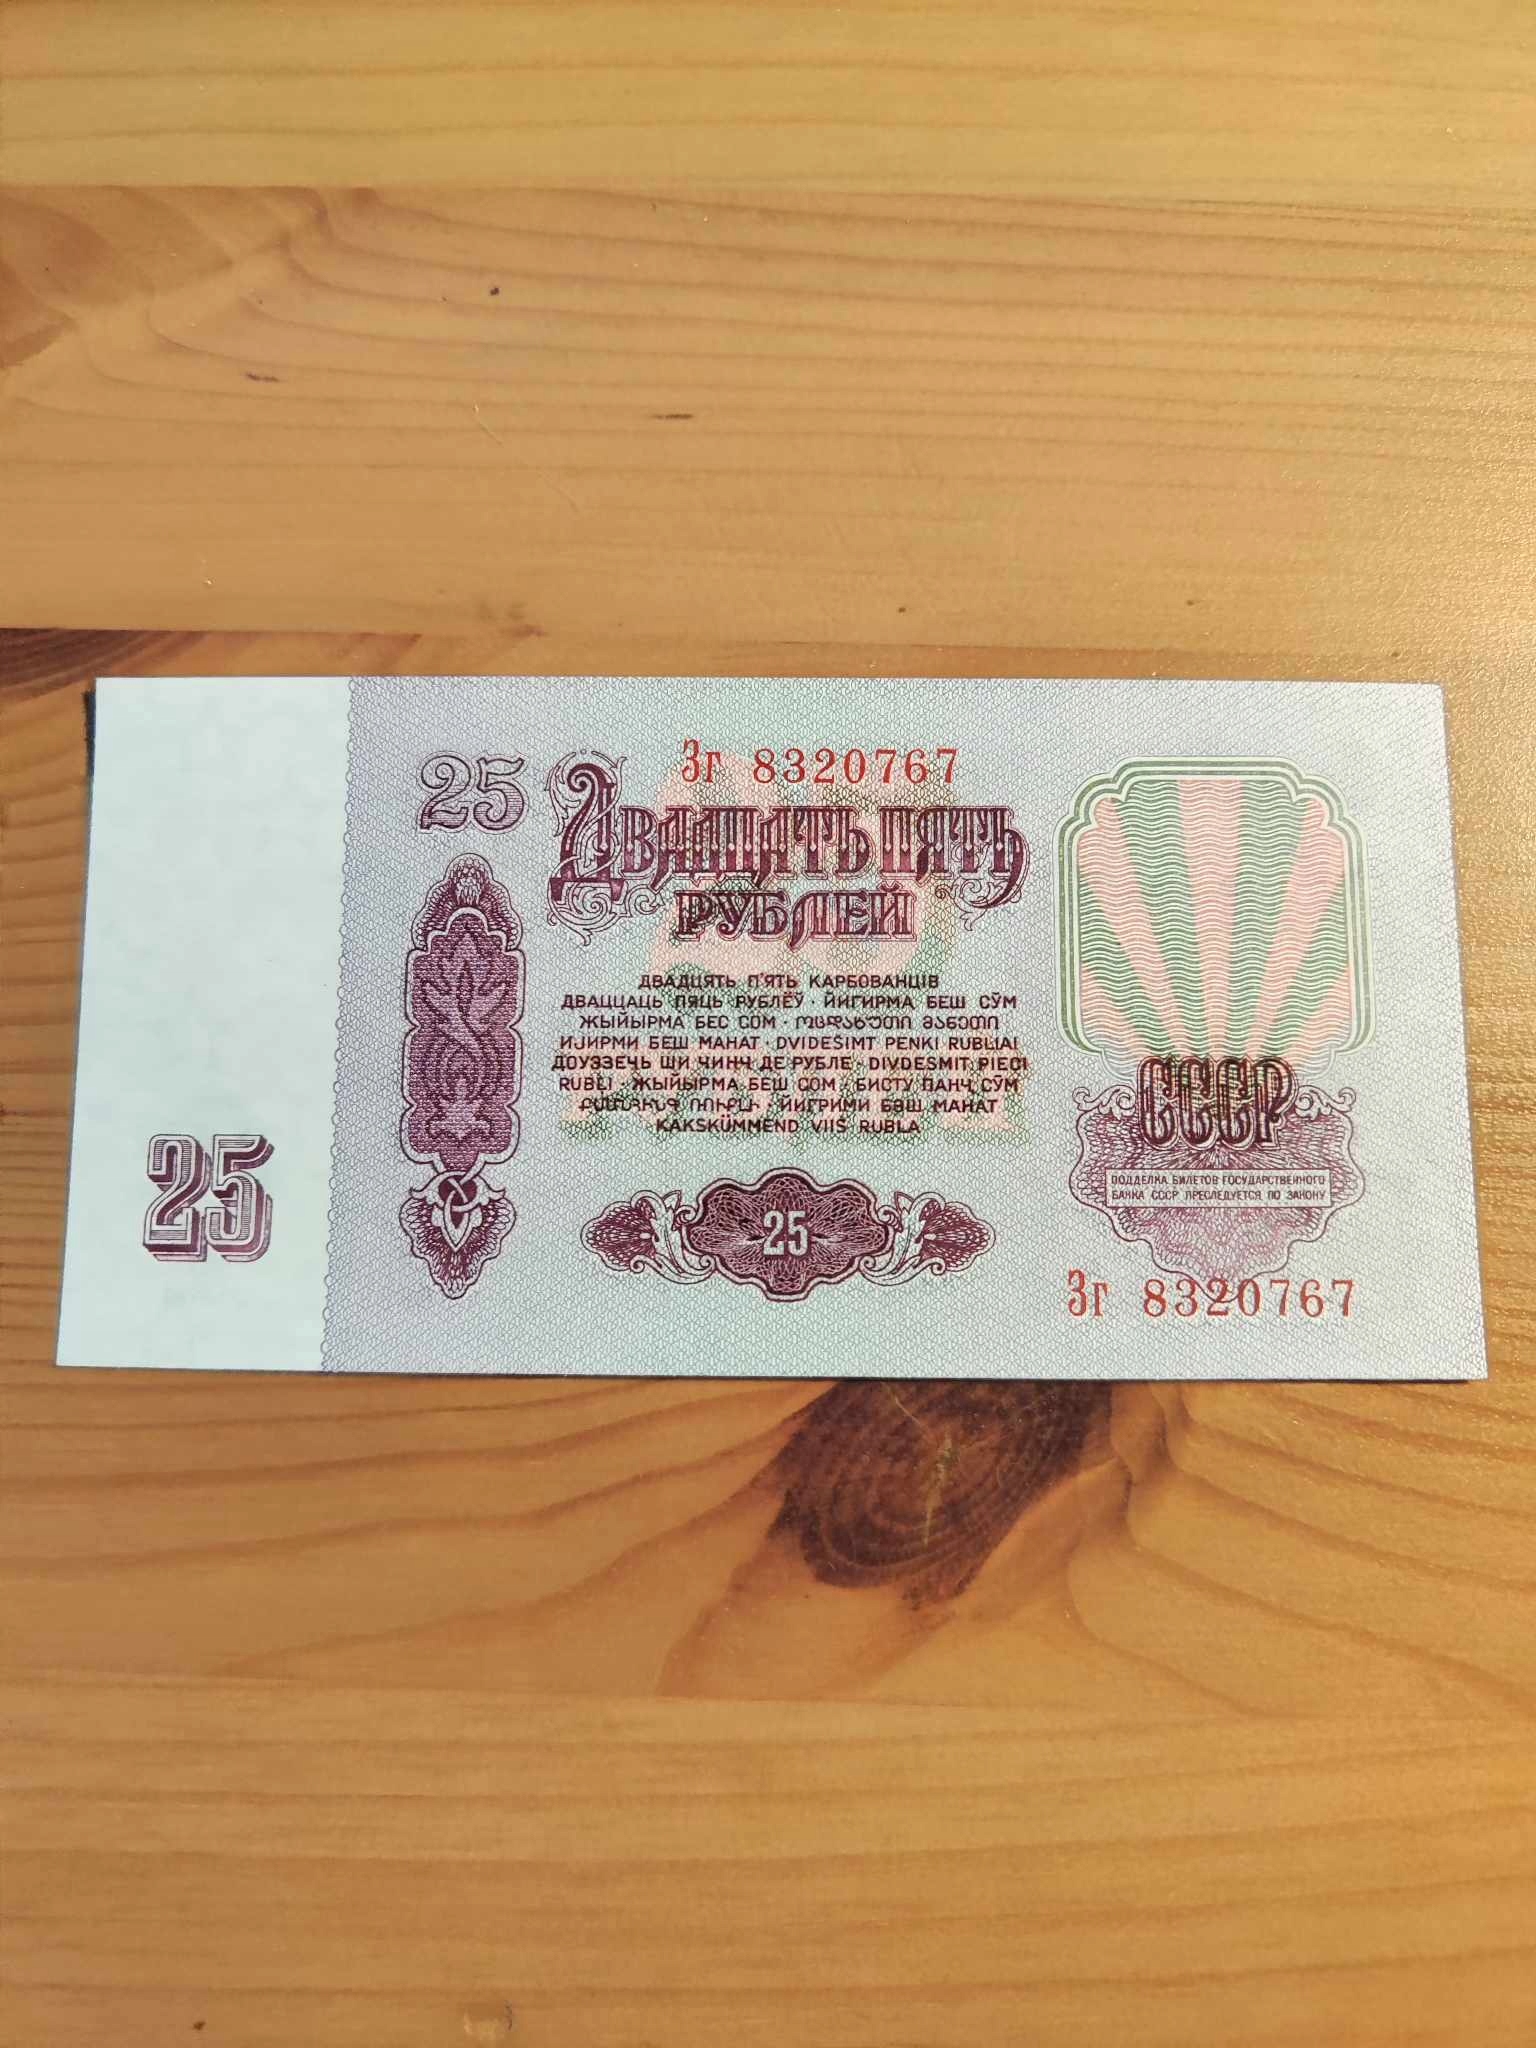 Зг 8320767
25
Двадцать пять
рублей
ДВАДЦЯТЬ П'ЯТЬ КАРБОВАНЦІВ
ДВАЦЦАЦЬ ПЯЦЬ РУБЛЁЎ · ЙИГИРМА БЕШ СЎМ
ЖЫЙЫРМА БЕС СОМ · ოცდახუთი მანეთი
ИЈИРМИ БЕШ МАНАТ · DVIDEŠIMT PENKI RUBLIAI
ДОУЗЗЕЧЬ ШИ ЧИНЧ ДЕ РУБЛЕ · DIVDESMIT PIECI
RUBĻI · ЖЫЙЫРМА БЕШ СОМ · БИСТУ ПАНҶ СӮМ
ՔՍԱՆՀԻՆԳ ՌՈՒԲԼԻ · ЙИГРИМИ БӘШ МАНАТ
KAKSKÜMMEND VIIS RUBLA
25
25
СССР
ПОДДЕЛКА БИЛЕТОВ ГОСУДАРСТВЕННОГО
БАНКА СССР ПРЕСЛЕДУЕТСЯ ПО ЗАКОНУ
Зг 8320767